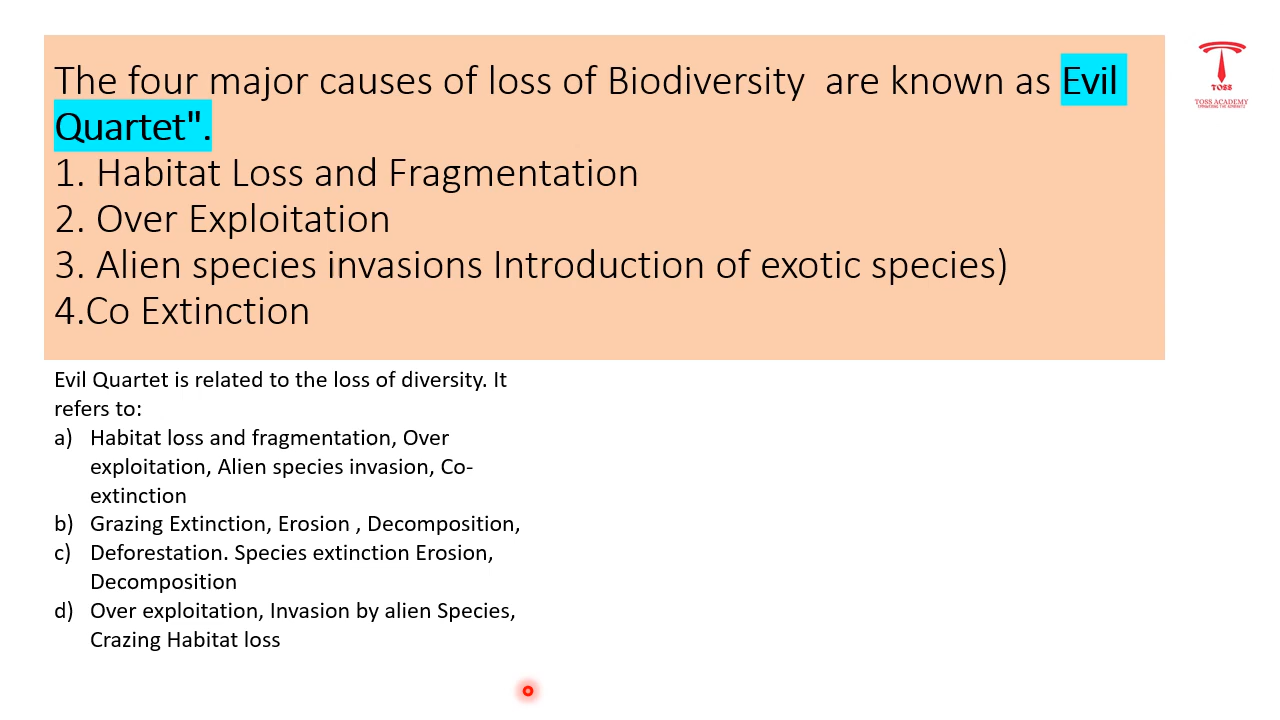 The four major causes of loss of Biodiversity  are known as Evil
Quartet".
1. Habitat Loss and Fragmentation
2. Over Exploitation
3. Alien species invasions Introduction of exotic species)
4.Co Extinction
TOSS
TOSS ACADEMY
Evil Quartet is related to the loss of diversity. It
refers to:
a) Habitat loss and fragmentation, Over
exploitation, Alien species invasion, Co-
extinction
b) Grazing Extinction, Erosion , Decomposition,
c) Deforestation. Species extinction Erosion,
Decomposition
d) Over exploitation, Invasion by alien Species,
Crazing Habitat loss